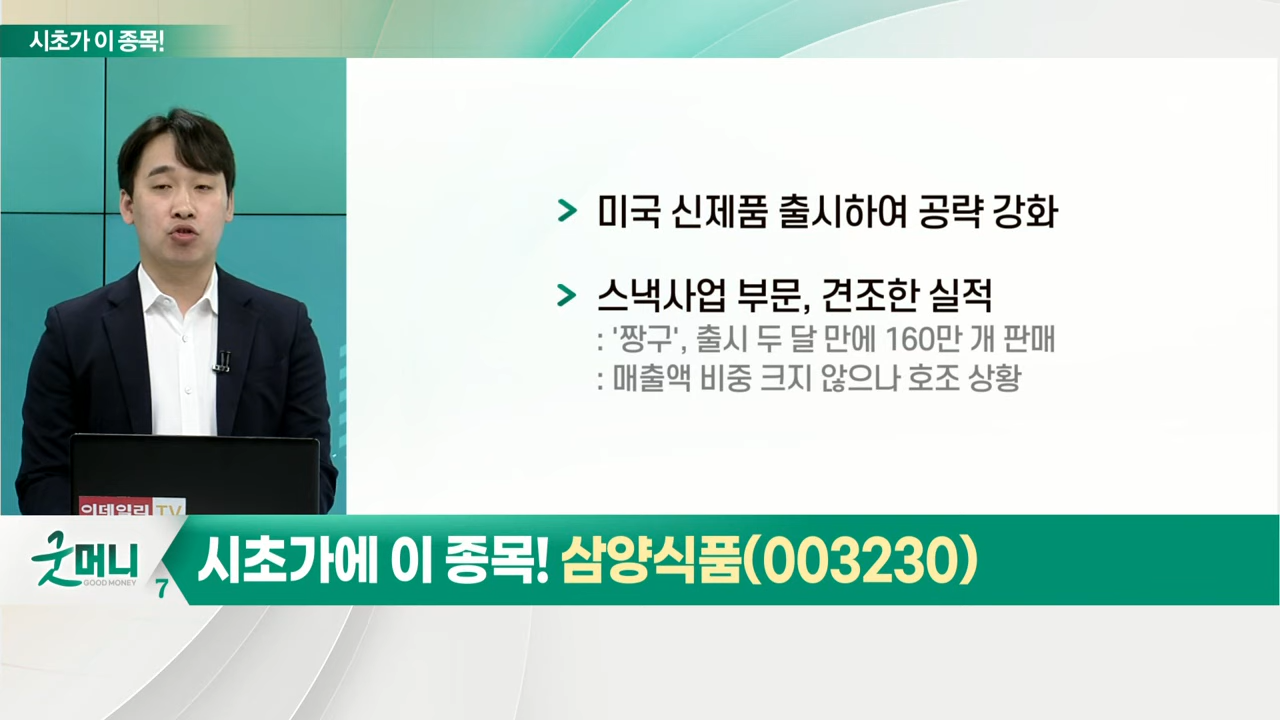 시초가 이 종목!
미국 신제품 출시하여 공략 강화
스낵사업 부문, 견조한 실적
: '짱구', 출시 두 달 만에 160만 개 판매
: 매출액 비중 크지 않으나 호조 상황
이데일리 TV
굿머니
GOOD MONEY
7
시초가에 이 종목! 삼양식품(003230)